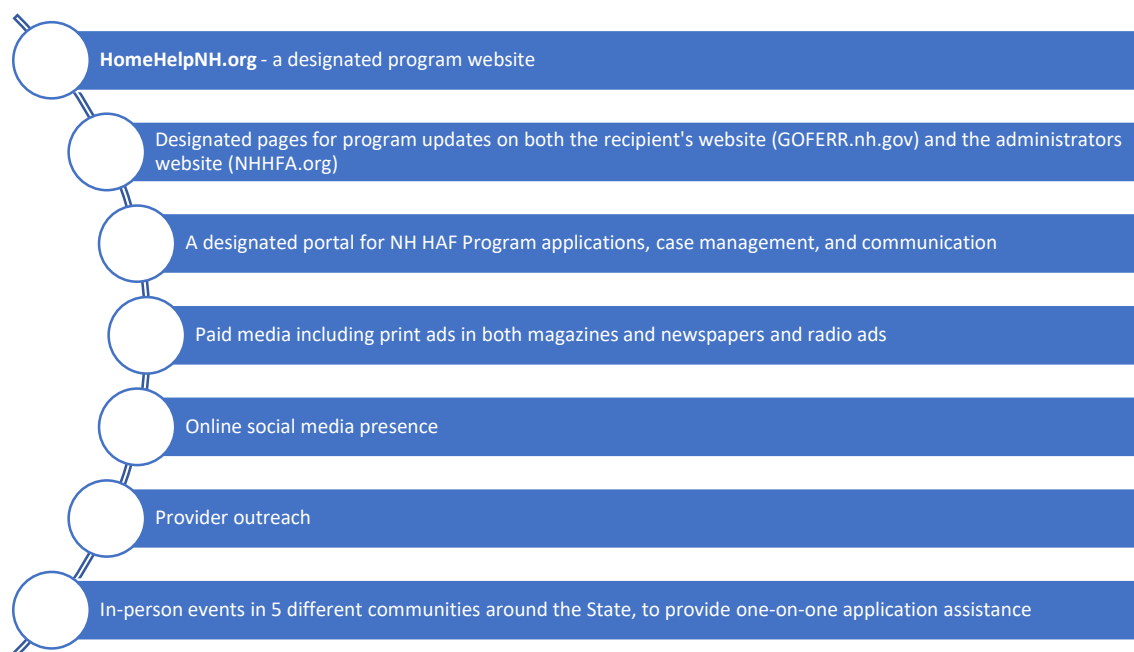 HomeHelpNH.org - a designated program website
Designated pages for program updates on both the recipient's website (GOFERR.nh.gov) and the administrators
website (NHHFA.org)
A designated portal for NH HAF Program applications, case management, and communication
Paid media including print ads in both magazines and newspapers and radio ads
Online social media presence
Provider outreach
In-person events in 5 different communities around the State, to provide one-on-one application assistance